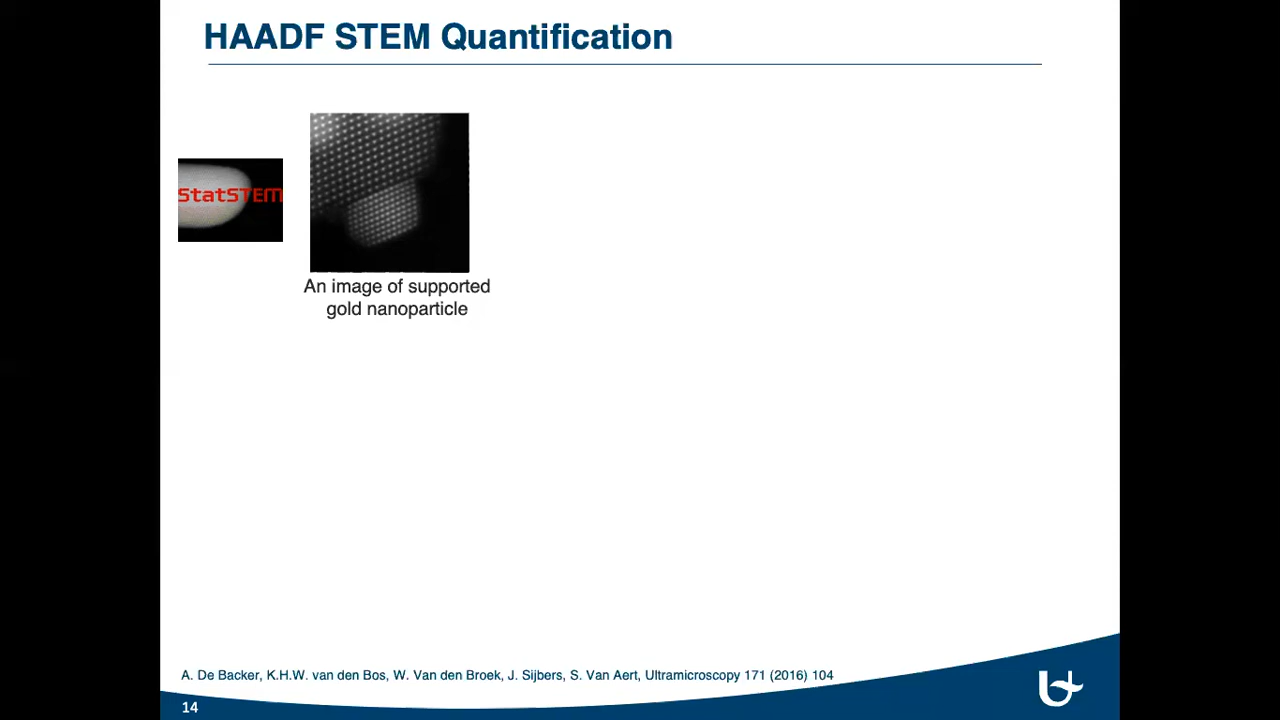 HAADF STEM Quantification
StatSTEM
An image of supported
gold nanoparticle
A. De Backer, K.H.W. van den Bos, W. Van den Broek, J. Sijbers, S. Van Aert, Ultramicroscopy 171 (2016) 104
14